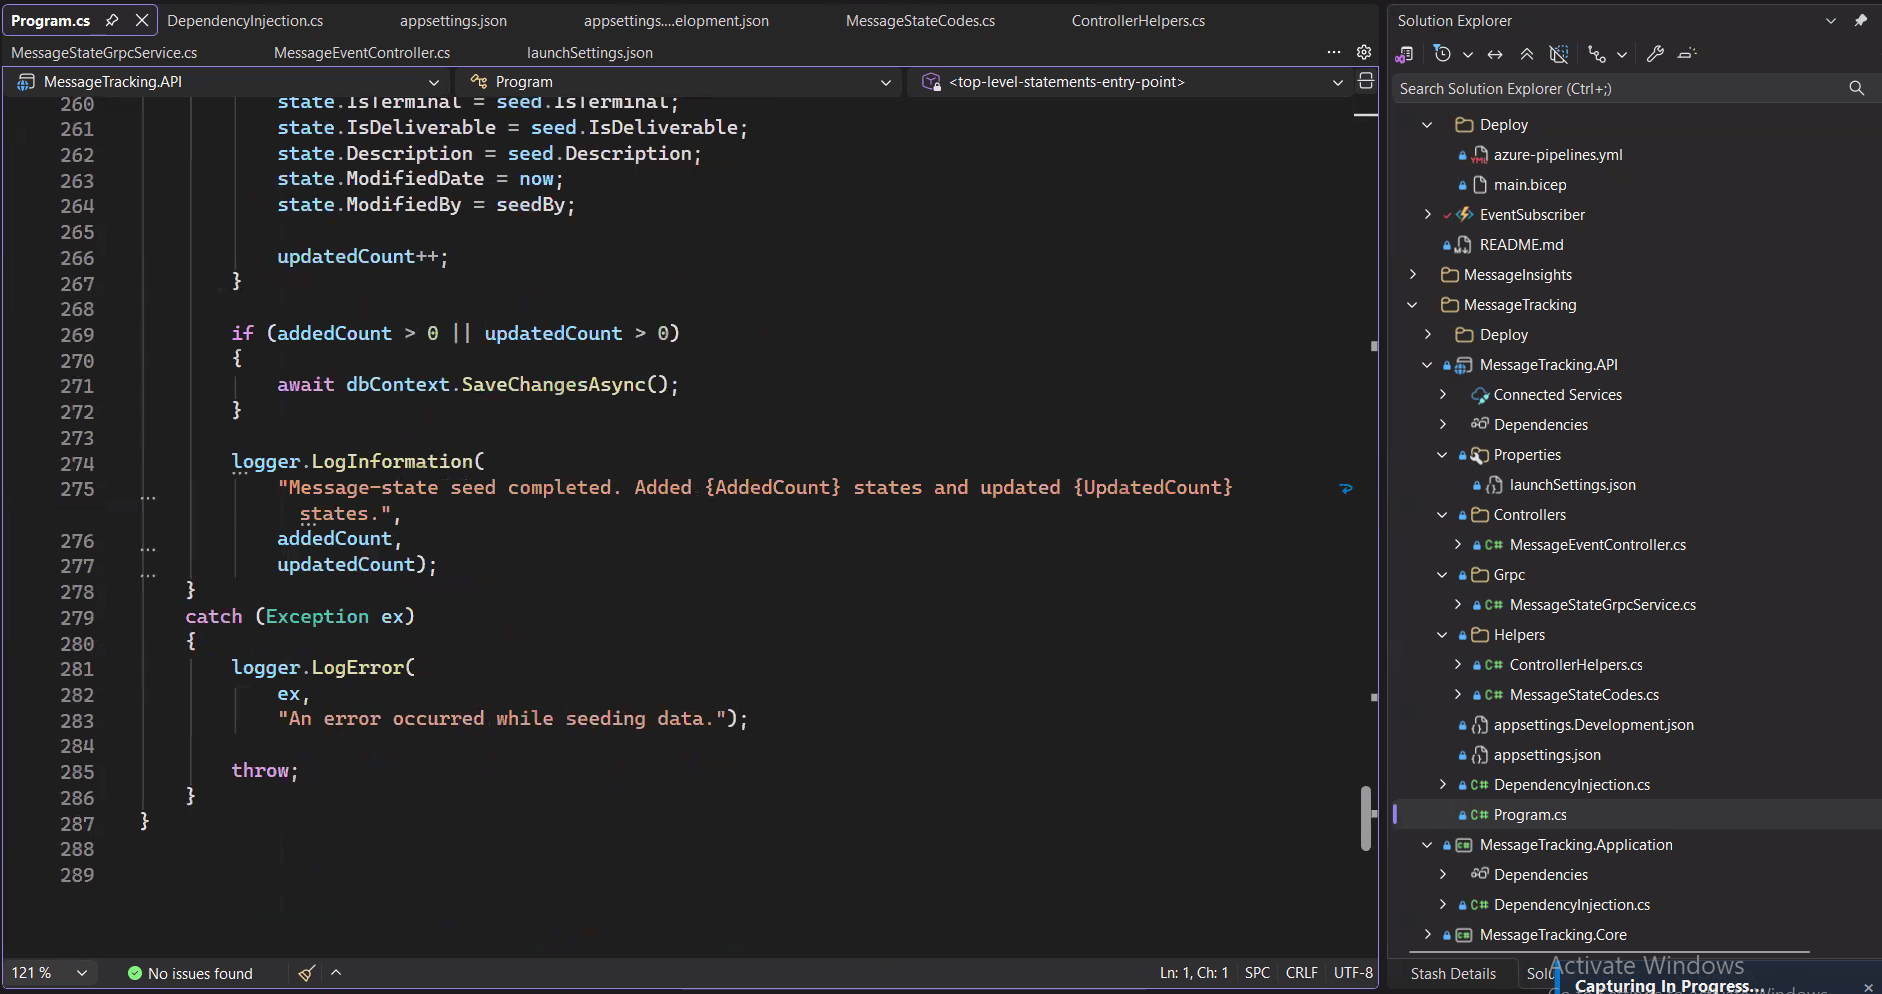 Program.cs
DependencyInjection.cs
appsettings.json
appsettings....elopment.json
MessageStateCodes.cs
ControllerHelpers.cs
MessageStateGrpcService.cs
MessageEventController.cs
launchSettings.json
MessageTracking.API
Program
<top-level-statements-entry-point>
260 state.IsTerminal = seed.IsTerminal;
261 state.IsDeliverable = seed.IsDeliverable;
262 state.Description = seed.Description;
263 state.ModifiedDate = now;
264 state.ModifiedBy = seedBy;
265
266 updatedCount++;
267 }
268
269 if (addedCount > 0 || updatedCount > 0)
270 {
271 await dbContext.SaveChangesAsync();
272 }
273
274 logger.LogInformation(
275 "Message-state seed completed. Added {AddedCount} states and updated {UpdatedCount}
states.",
276 addedCount,
277 updatedCount);
278 }
279 catch (Exception ex)
280 {
281 logger.LogError(
282 ex,
283 "An error occurred while seeding data.");
284
285 throw;
286 }
287 }
288
289
121 %
No issues found
Ln: 1, Ch: 1
SPC
CRLF
UTF-8
Solution Explorer
Search Solution Explorer (Ctrl+;)
Deploy
azure-pipelines.yml
main.bicep
EventSubscriber
README.md
MessageInsights
MessageTracking
Deploy
MessageTracking.API
Connected Services
Dependencies
Properties
launchSettings.json
Controllers
C# MessageEventController.cs
Grpc
C# MessageStateGrpcService.cs
Helpers
C# ControllerHelpers.cs
C# MessageStateCodes.cs
appsettings.Development.json
appsettings.json
C# DependencyInjection.cs
C# Program.cs
MessageTracking.Application
Dependencies
C# DependencyInjection.cs
MessageTracking.Core
Stash Details
Activate Windows
Capturing In Progress...